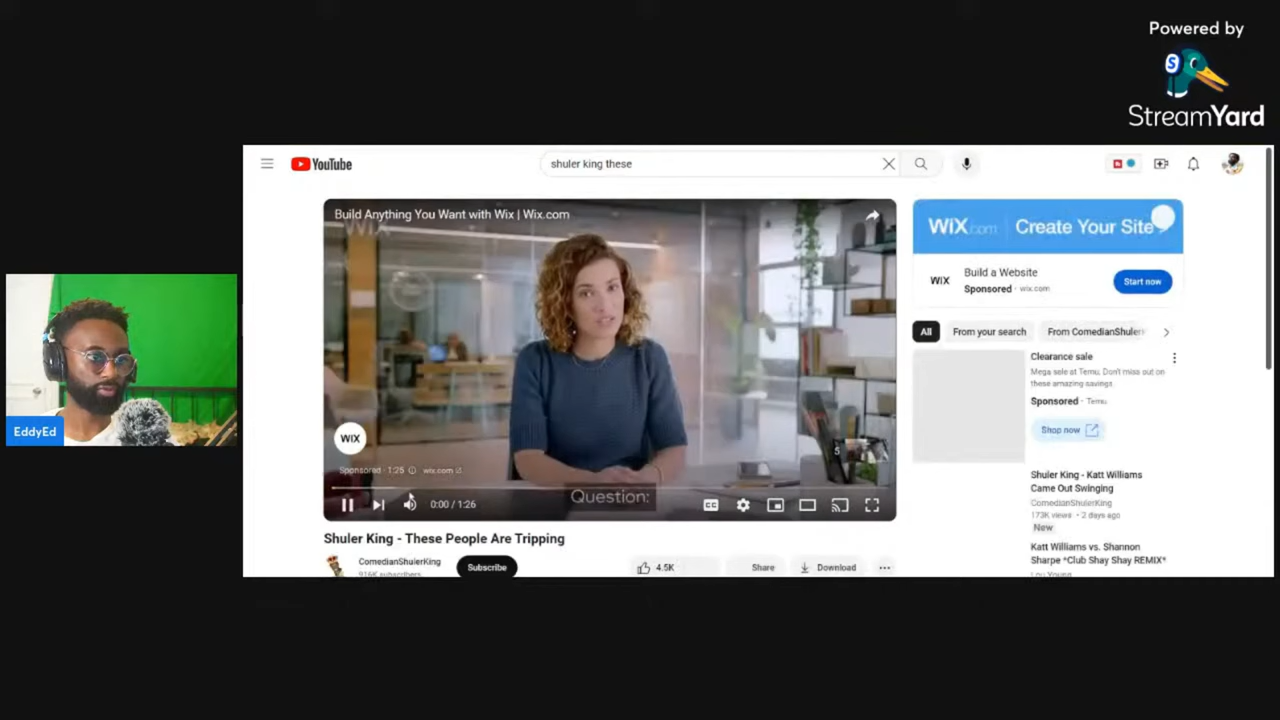 Powered by
StreamYard
YouTube
shuler king these
Build Anything You Want with Wix | Wix.com
WIX
Question:
Sponsored · 1:25
wix.com
0:00 / 1:26
CC
Shuler King - These People Are Tripping
ComedianShulerKing
916K subscribers
Subscribe
4.5K
Share
Download
WIX.com
Create Your Site
WIX
Build a Website
Sponsored · wix.com
Start now
All
From your search
From ComedianShuler
Clearance sale
Mega sale at Temu. Don't miss out on
these amazing savings.
Sponsored · Temu
Shop now
Shuler King - Katt Williams
Came Out Swinging
ComedianShulerKing
173K views · 2 days ago
New
Katt Williams vs. Shannon
Sharpe *Club Shay Shay REMIX*
Lou Young
EddyEd